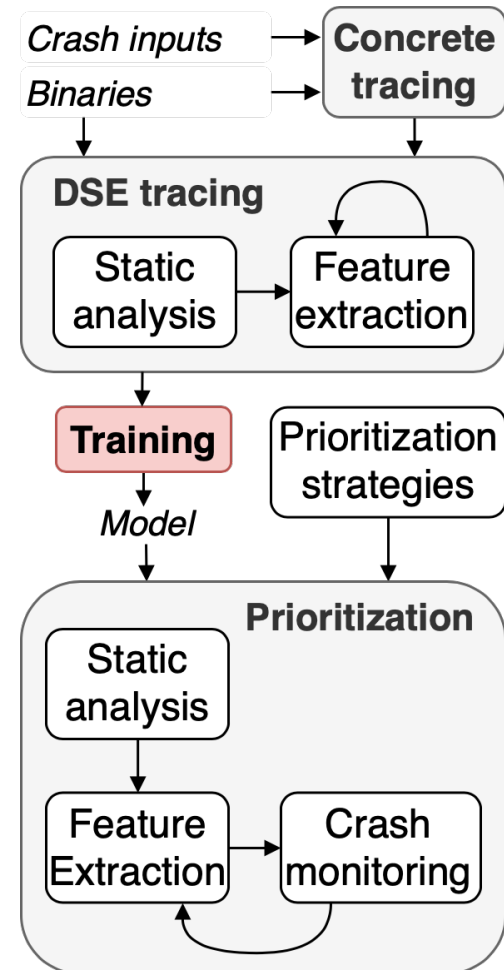 Crash inputs
Binaries
Concrete
tracing
DSE tracing
Static
analysis
Feature
extraction
Training
Model
Prioritization
strategies
Prioritization
Static
analysis
Feature
Extraction
Crash
monitoring